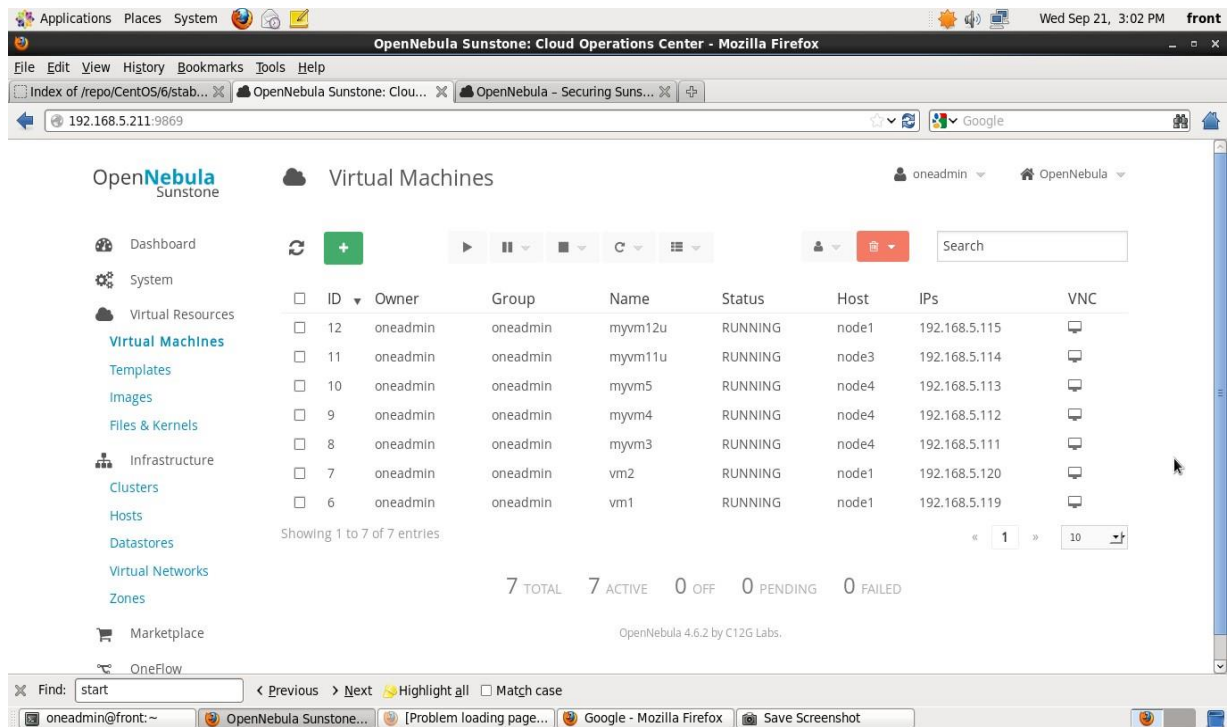 Applications Places System Wed Sep 21, 3:02 PM front
OpenNebula Sunstone: Cloud Operations Center - Mozilla Firefox
File Edit View History Bookmarks Tools Help
Index of /repo/CentOS/6/stab... OpenNebula Sunstone: Clou... OpenNebula – Securing Suns...
192.168.5.211:9869 Google
OpenNebula Sunstone
Virtual Machines
oneadmin OpenNebula
Dashboard
System
Virtual Resources
Virtual Machines
Templates
Images
Files & Kernels
Infrastructure
Clusters
Hosts
Datastores
Virtual Networks
Zones
Marketplace
OneFlow
Search
ID Owner Group Name Status Host IPs VNC
12 oneadmin oneadmin myvm12u RUNNING node1 192.168.5.115
11 oneadmin oneadmin myvm11u RUNNING node3 192.168.5.114
10 oneadmin oneadmin myvm5 RUNNING node4 192.168.5.113
9 oneadmin oneadmin myvm4 RUNNING node4 192.168.5.112
8 oneadmin oneadmin myvm3 RUNNING node4 192.168.5.111
7 oneadmin oneadmin vm2 RUNNING node1 192.168.5.120
6 oneadmin oneadmin vm1 RUNNING node1 192.168.5.119
Showing 1 to 7 of 7 entries « 1 » 10
7 TOTAL 7 ACTIVE 0 OFF 0 PENDING 0 FAILED
OpenNebula 4.6.2 by C12G Labs.
Find: start Previous Next Highlight all Match case
oneadmin@front:~ OpenNebula Sunstone... [Problem loading page... Google - Mozilla Firefox Save Screenshot